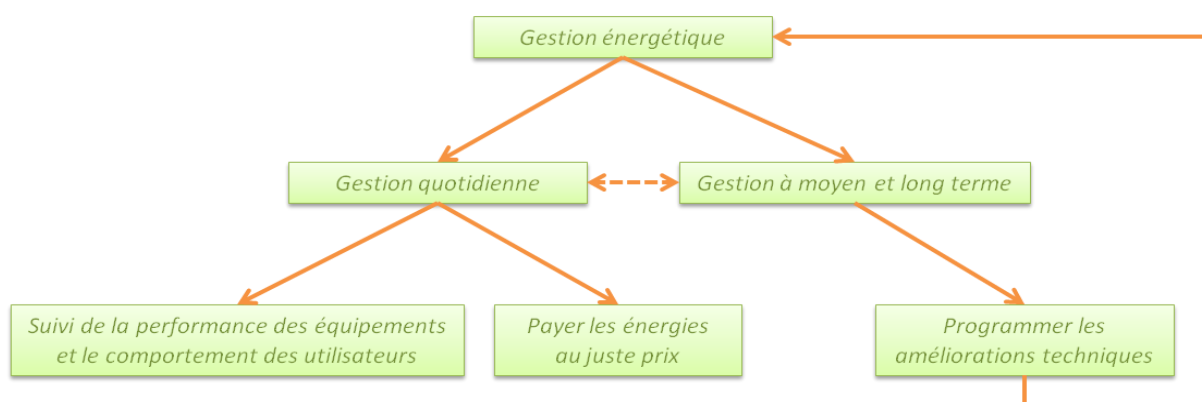 Gestion énergétique
Gestion quotidienne
Gestion à moyen et long terme
Suivi de la performance des équipements
et le comportement des utilisateurs
Payer les énergies
au juste prix
Programmer les
améliorations techniques